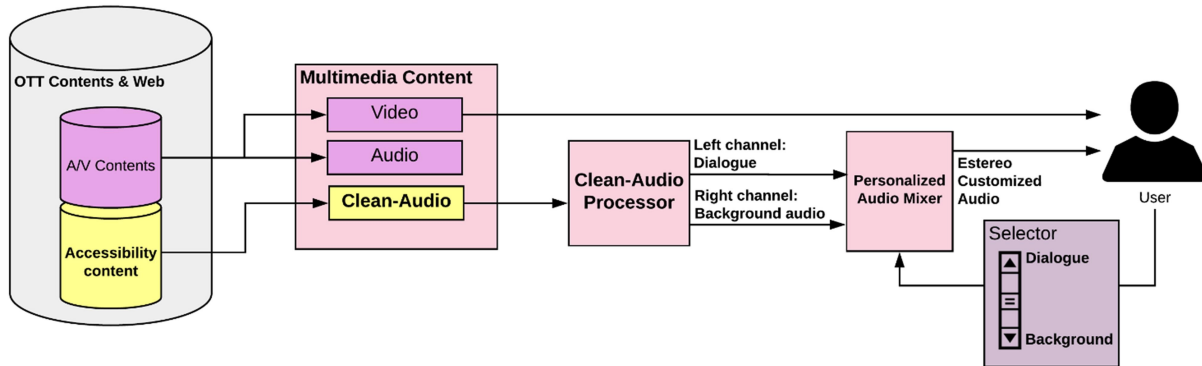 OTT Contents & Web
A/V Contents
Accessibility
content
Multimedia Content
Video
Audio
Clean-Audio
Clean-Audio
Processor
Left channel:
Dialogue
Right channel:
Background audio
Personalized
Audio Mixer
Estereo
Customized
Audio
User
Selector
Dialogue
=
Background